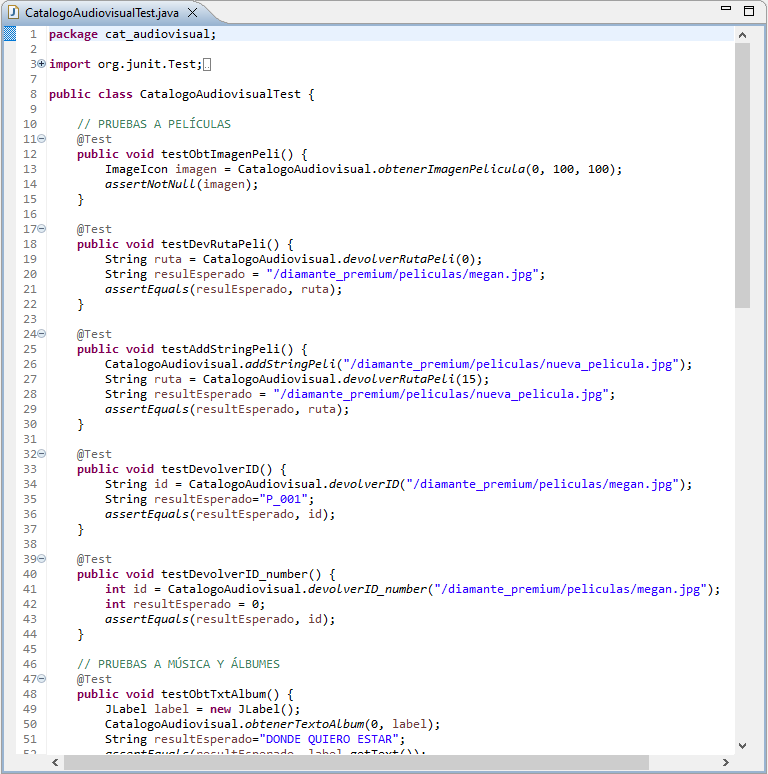 CatalogoAudiovisualTest.java
1 package cat_audiovisual;
2
3 import org.junit.Test;
7
8 public class CatalogoAudiovisualTest {
9
10 // PRUEBAS A PELÍCULAS
11 @Test
12 public void testObtImagenPeli() {
13 ImageIcon imagen = CatalogoAudiovisual.obtenerImagenPelicula(0, 100, 100);
14 assertNotNull(imagen);
15 }
16
17 @Test
18 public void testDevRutaPeli() {
19 String ruta = CatalogoAudiovisual.devolverRutaPeli(0);
20 String resulEsperado = "/diamante_premium/peliculas/megan.jpg";
21 assertEquals(resulEsperado, ruta);
22 }
23
24 @Test
25 public void testAddStringPeli() {
26 CatalogoAudiovisual.addStringPeli("/diamante_premium/peliculas/nueva_pelicula.jpg");
27 String ruta = CatalogoAudiovisual.devolverRutaPeli(15);
28 String resultEsperado = "/diamante_premium/peliculas/nueva_pelicula.jpg";
29 assertEquals(resultEsperado, ruta);
30 }
31
32 @Test
33 public void testDevolverID() {
34 String id = CatalogoAudiovisual.devolverID("/diamante_premium/peliculas/megan.jpg");
35 String resultEsperado="P_001";
36 assertEquals(resultEsperado, id);
37 }
38
39 @Test
40 public void testDevolverID_number() {
41 int id = CatalogoAudiovisual.devolverID_number("/diamante_premium/peliculas/megan.jpg");
42 int resultEsperado = 0;
43 assertEquals(resultEsperado, id);
44 }
45
46 // PRUEBAS A MÚSICA Y ÁLBUMES
47 @Test
48 public void testObtTxtAlbum() {
49 JLabel label = new JLabel();
50 CatalogoAudiovisual.obtenerTextoAlbum(0, label);
51 String resultEsperado="DONDE QUIERO ESTAR";
52 assertEquals(resultEsperado, label.getText());